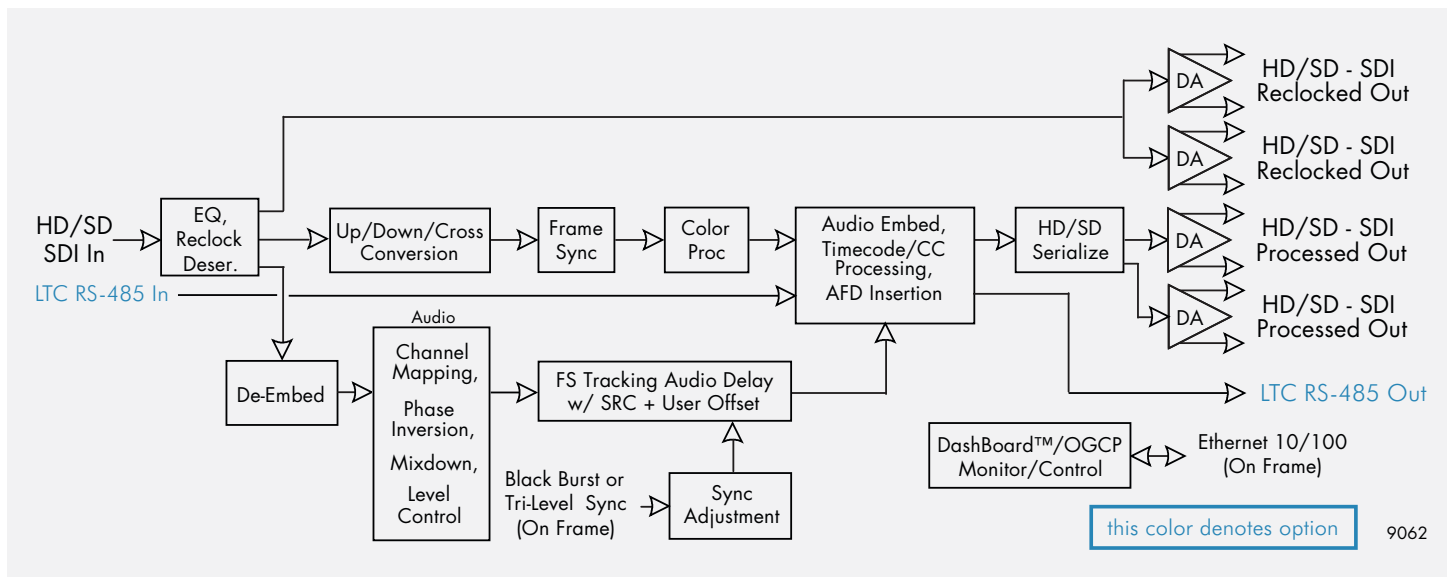 DA
HD/SD - SDI
Reclocked Out
DA
HD/SD - SDI
Reclocked Out
HD/SD
SDI In
EQ,
Reclock
Deser.
Up/Down/Cross
Conversion
Frame
Sync
Color
Proc
Audio Embed,
Timecode/CC
Processing,
AFD Insertion
HD/SD
Serialize
DA
HD/SD - SDI
Processed Out
DA
HD/SD - SDI
Processed Out
LTC RS-485 In
De-Embed
Audio
Channel
Mapping,
Phase
Inversion,
Mixdown,
Level
Control
FS Tracking Audio Delay
w/ SRC + User Offset
LTC RS-485 Out
Black Burst or
Tri-Level Sync
(On Frame)
Sync
Adjustment
DashBoard™/OGCP
Monitor/Control
Ethernet 10/100
(On Frame)
this color denotes option
9062